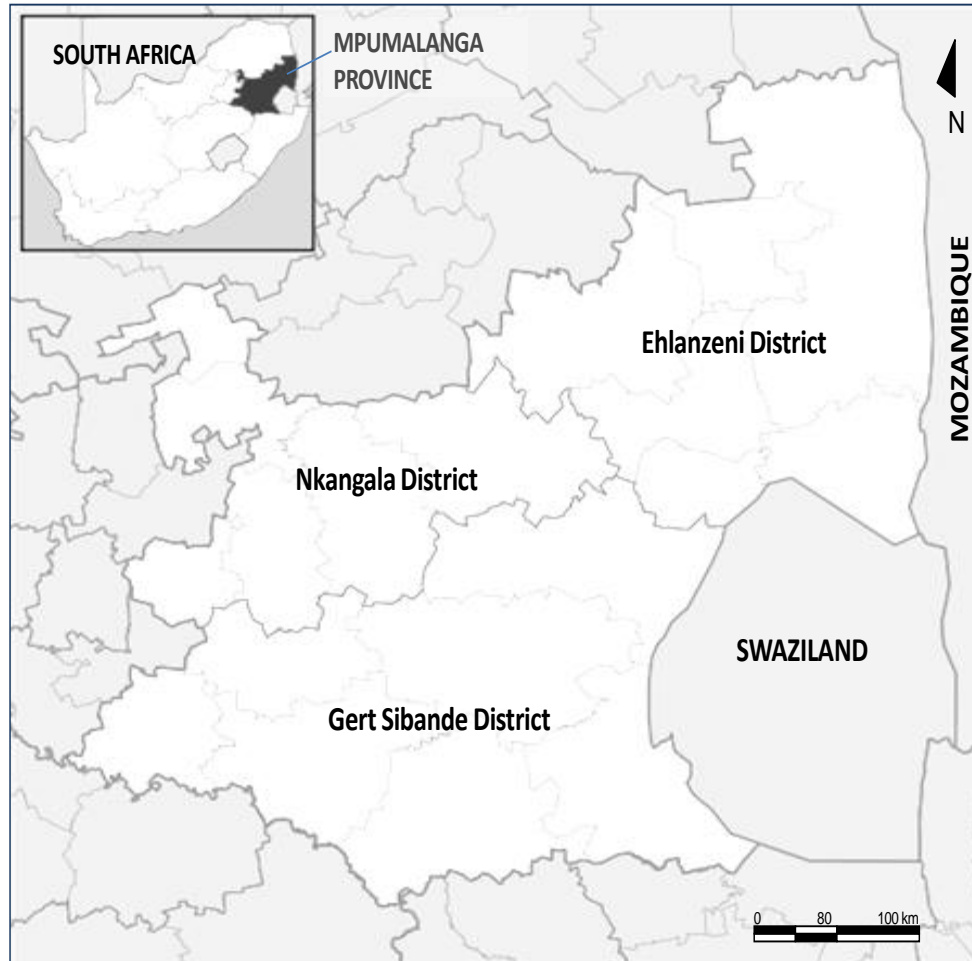 SOUTH AFRICA
MPUMALANGA
PROVINCE
N
MOZAMBIQUE
Ehlanzeni District
Nkangala District
SWAZILAND
Gert Sibande District
0 80 100 km